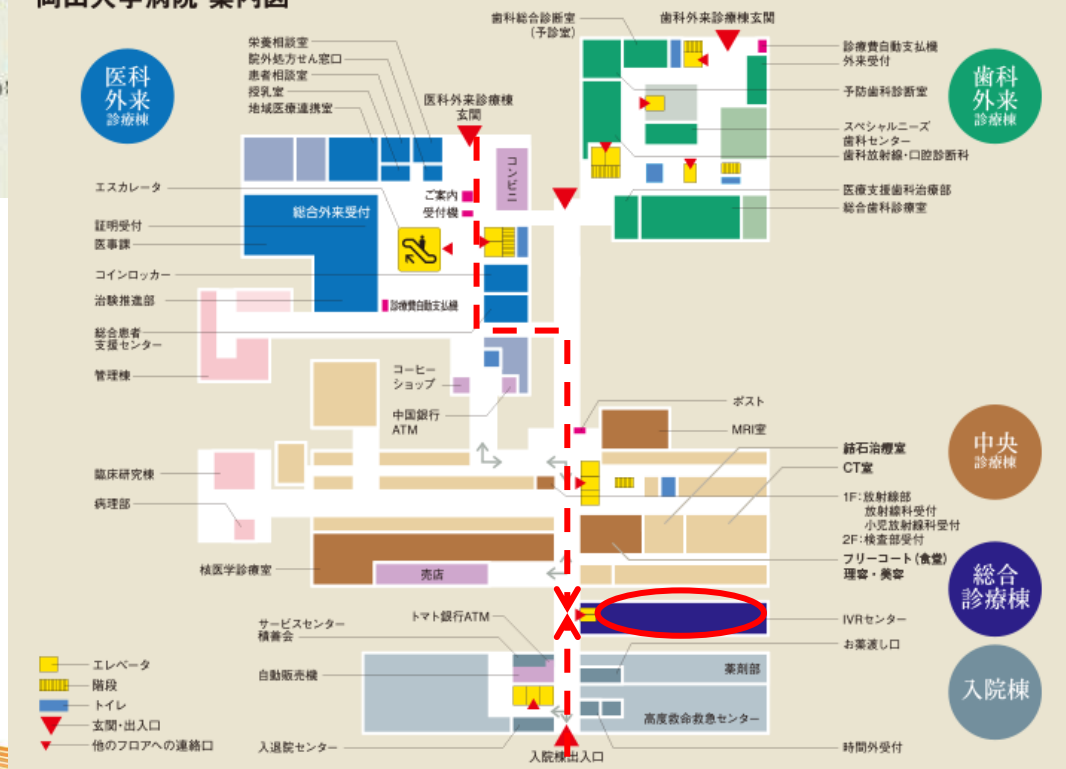 岡山大学病院 案内図
医科
外来
診療棟
栄養相談室
院外処方せん窓口
患者相談室
授乳室
地域医療連携室
医科外来診療棟
玄関
歯科総合診断室
(予診室)
歯科外来診療棟玄関
診療費自動支払機
外来受付
予防歯科診断室
スペシャルニーズ
歯科センター
歯科放射線・口腔診断科
医療支援歯科治療部
総合歯科診療室
歯科
外来
診療棟
コンビニ
エスカレータ
ご案内
受付機
総合外来受付
証明受付
医事課
コインロッカー
治験推進部
診療費自動支払機
総合患者
支援センター
管理棟
コーヒー
ショップ
中国銀行
ATM
ポスト
MRI室
結石治療室
CT室
中央
診療棟
臨床研究棟
病理部
1F:放射線部
放射線科受付
小児放射線科受付
2F:検査部受付
フリーコート(食堂)
理容・美容
核医学診療室
売店
総合
診療棟
トマト銀行ATM
サービスセンター
積善会
IVRセンター
お薬渡し口
自動販売機
薬剤部
高度救命救急センター
入院棟
入退院センター
入院棟出入口
時間外受付
エレベータ
階段
トイレ
玄関・出入口
他のフロアへの連絡口